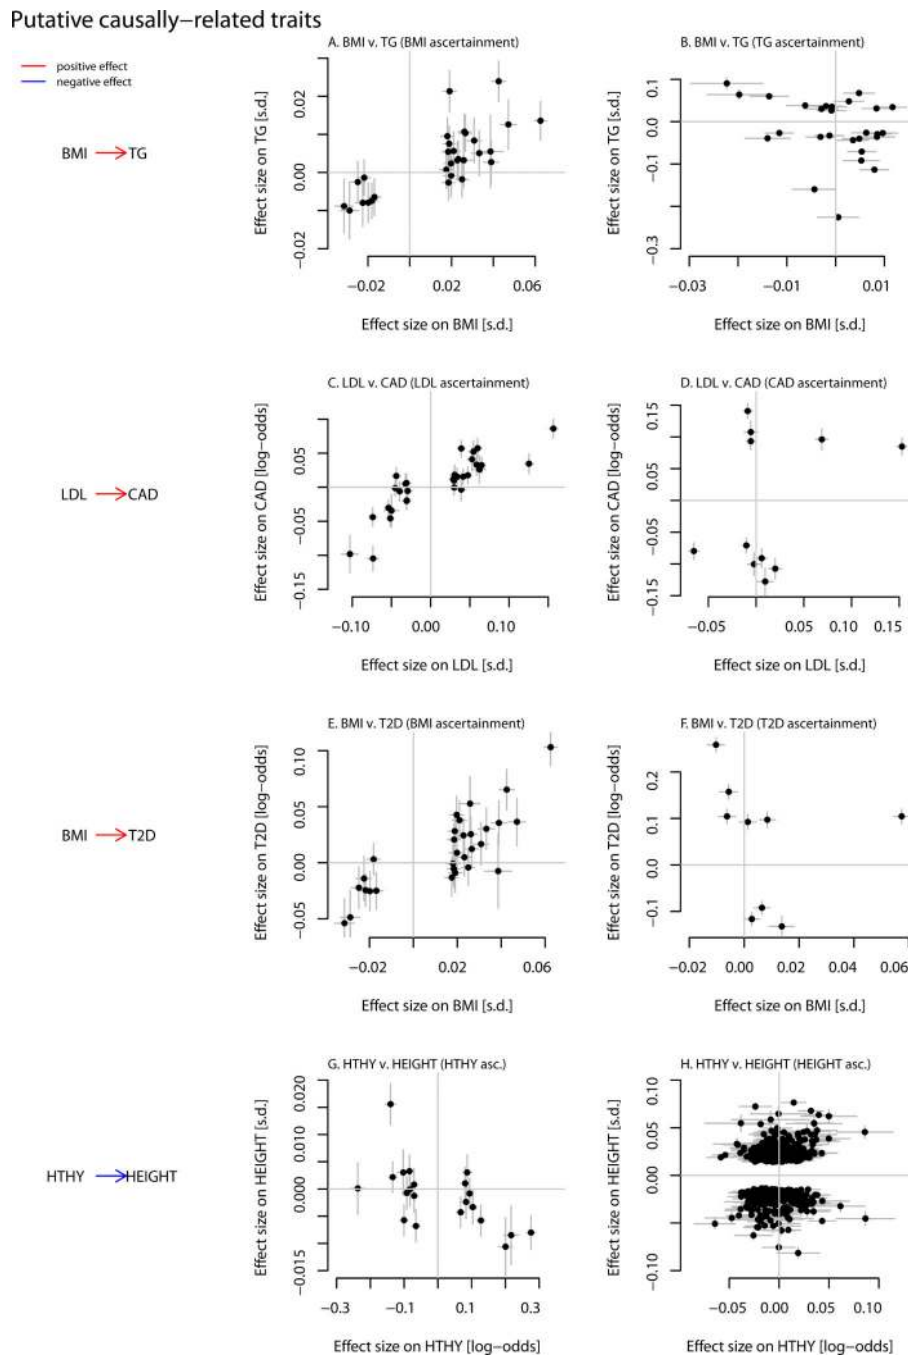 Putative causally−related traits
positive effect
negative effect
BMI TG
A. BMI v. TG (BMI ascertainment)
Effect size on TG [s.d.]
0.02
0.00
−0.02
−0.02 0.02 0.06
Effect size on BMI [s.d.]
B. BMI v. TG (TG ascertainment)
Effect size on TG [s.d.]
0.1
0.0
−0.1
−0.3
−0.03 −0.01 0.01
Effect size on BMI [s.d.]
LDL CAD
C. LDL v. CAD (LDL ascertainment)
Effect size on CAD [log−odds]
0.05
−0.05
−0.15
−0.10 0.00 0.10
Effect size on LDL [s.d.]
D. LDL v. CAD (CAD ascertainment)
Effect size on CAD [log−odds]
0.15
0.05
−0.05
−0.15
−0.05 0.05 0.15
Effect size on LDL [s.d.]
BMI T2D
E. BMI v. T2D (BMI ascertainment)
Effect size on T2D [log−odds]
0.10
0.05
0.00
−0.05
−0.02 0.02 0.06
Effect size on BMI [s.d.]
F. BMI v. T2D (T2D ascertainment)
Effect size on T2D [log−odds]
0.2
0.1
0.0
−0.1
−0.02 0.00 0.02 0.04 0.06
Effect size on BMI [s.d.]
HTHY HEIGHT
G. HTHY v. HEIGHT (HTHY asc.)
Effect size on HEIGHT [s.d.]
0.020
0.010
0.000
−0.015
−0.3 −0.1 0.1 0.3
Effect size on HTHY [log−odds]
H. HTHY v. HEIGHT (HEIGHT asc.)
Effect size on HEIGHT [s.d.]
0.10
0.05
0.00
−0.10
−0.05 0.00 0.05 0.10
Effect size on HTHY [log−odds]